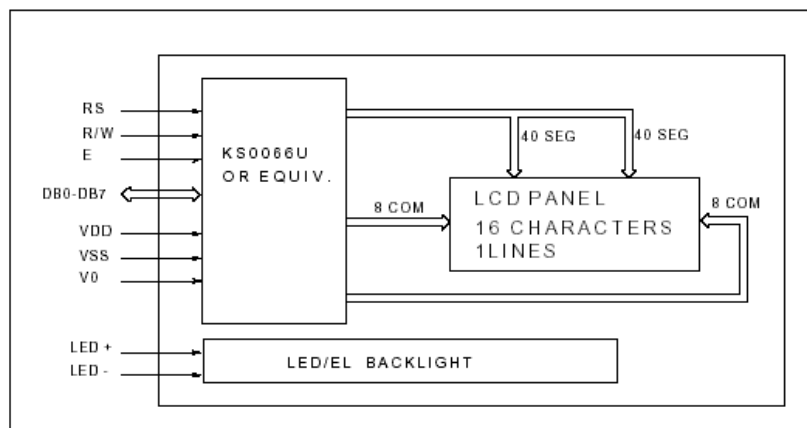 RS
R/W
E
DB0-DB7
VDD
VSS
V0
LED +
LED -
KS0066U
OR EQUIV.
40 SEG
40 SEG
8 COM
8 COM
LCD PANEL
16 CHARACTERS
1LINES
LED/EL BACKLIGHT